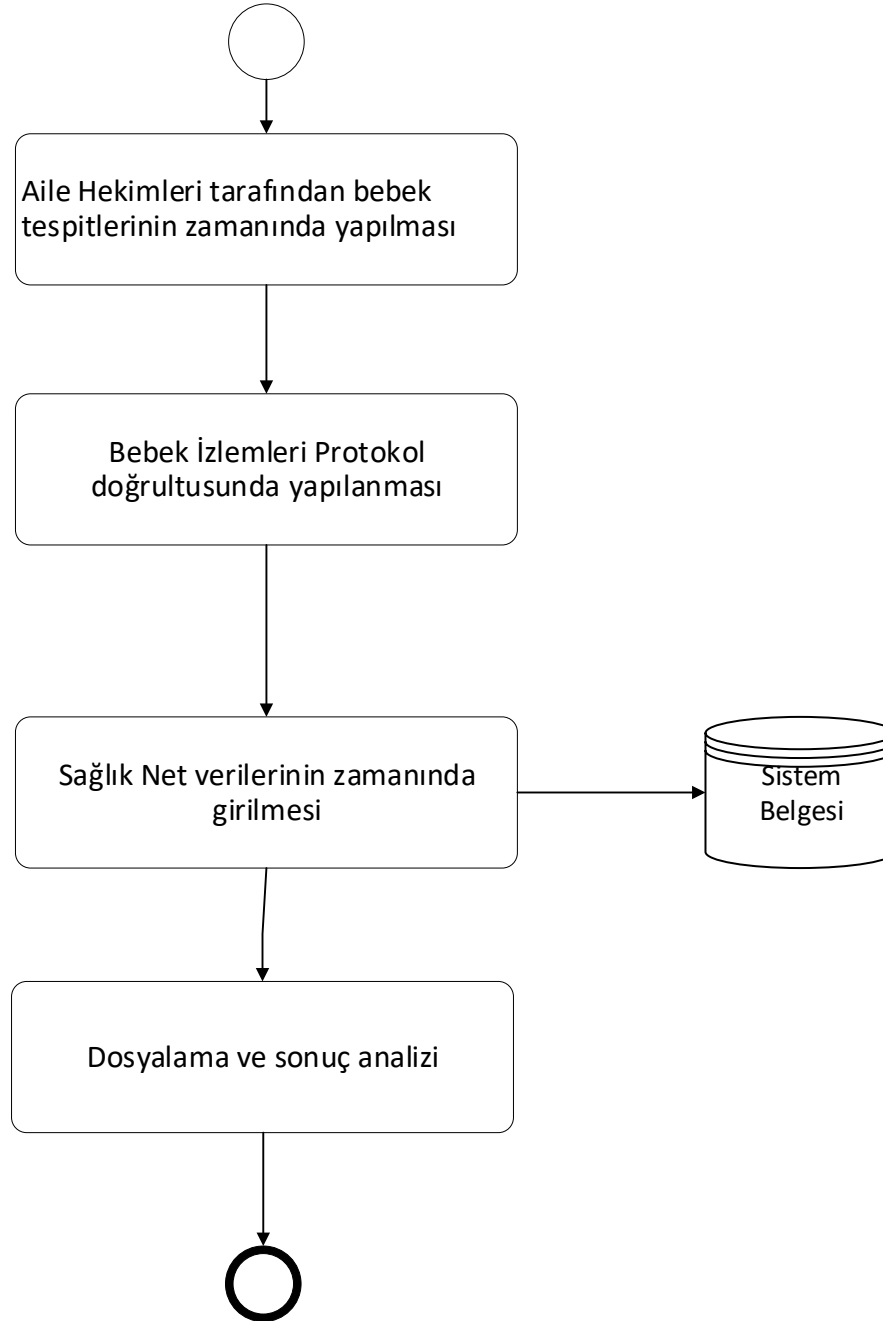 Aile Hekimleri tarafından bebek
tespitlerinin zamanında yapılması
Bebek İzlemleri Protokol
doğrultusunda yapılanması
Sağlık Net verilerinin zamanında
girilmesi
Sistem
Belgesi
Dosyalama ve sonuç analizi